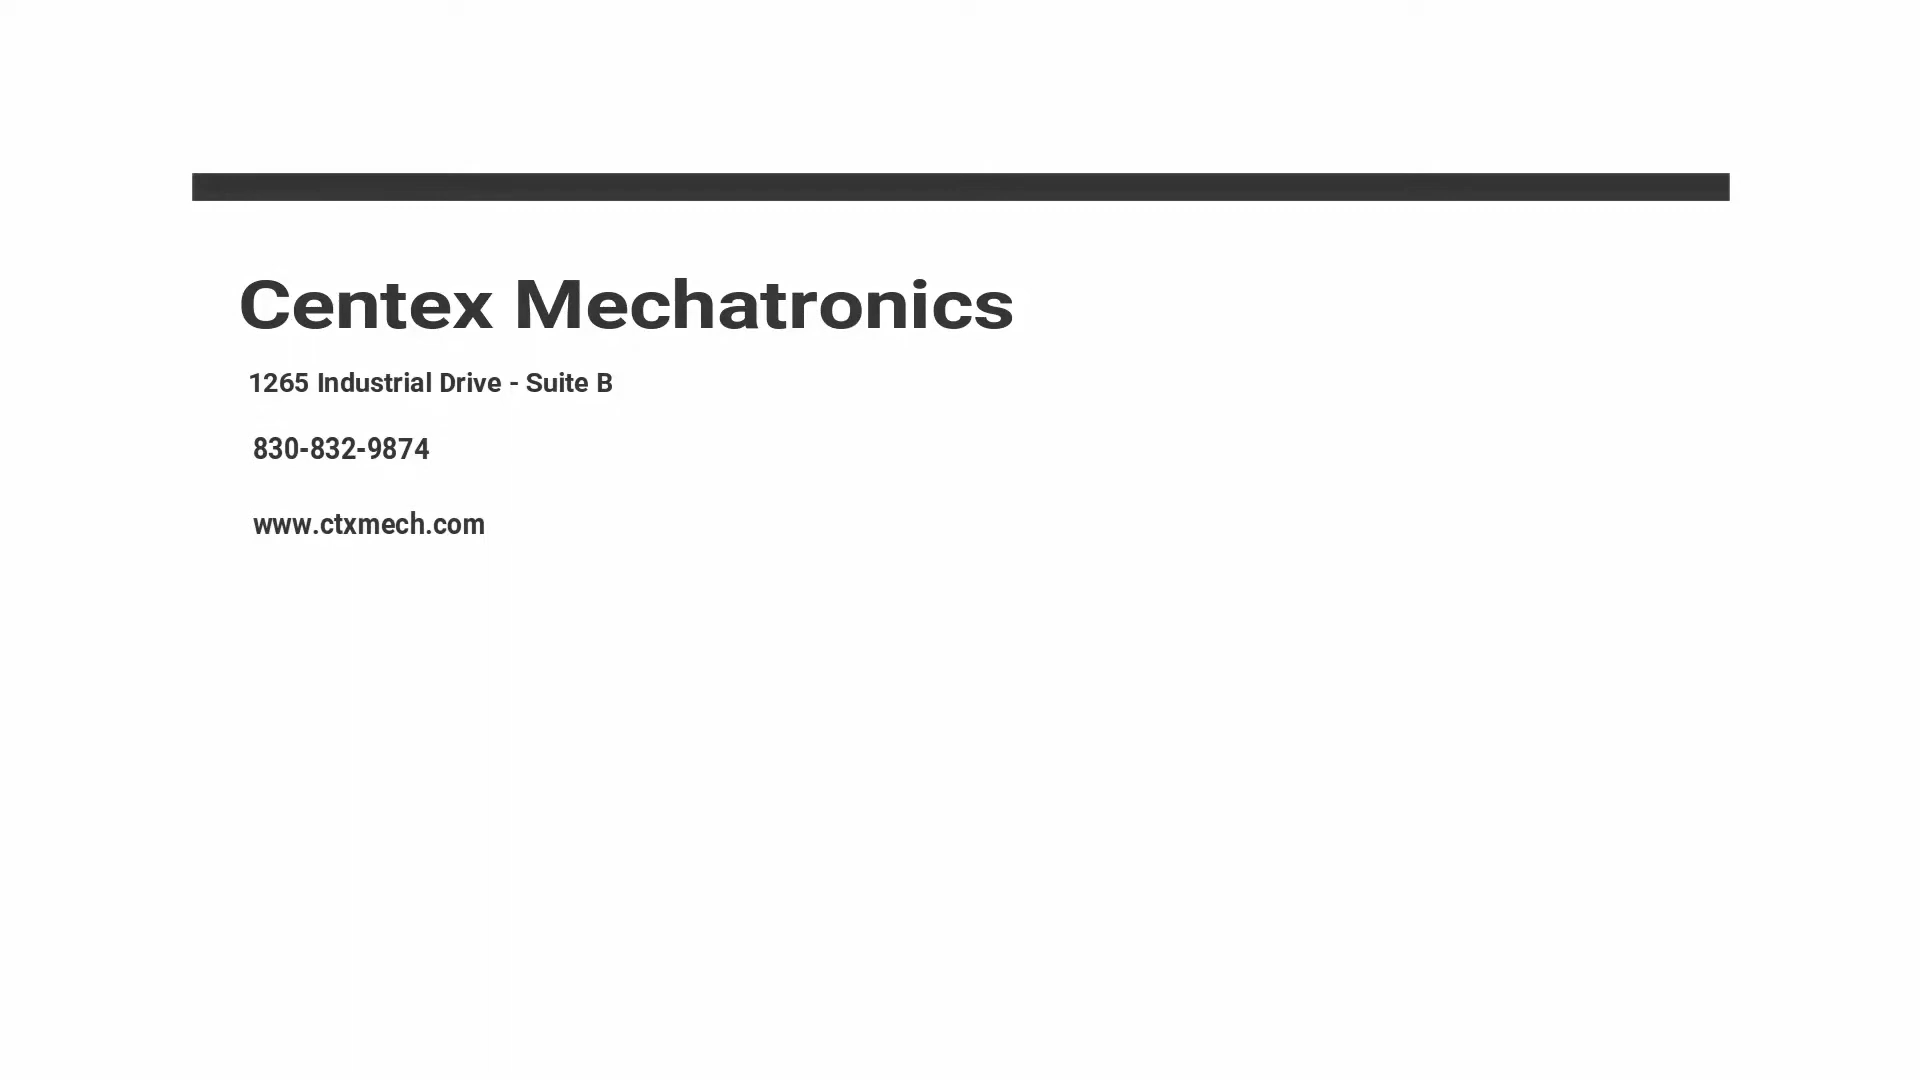 Centex Mechatronics
1265 Industrial Drive - Suite B
830-832-9874
www.ctxmech.com